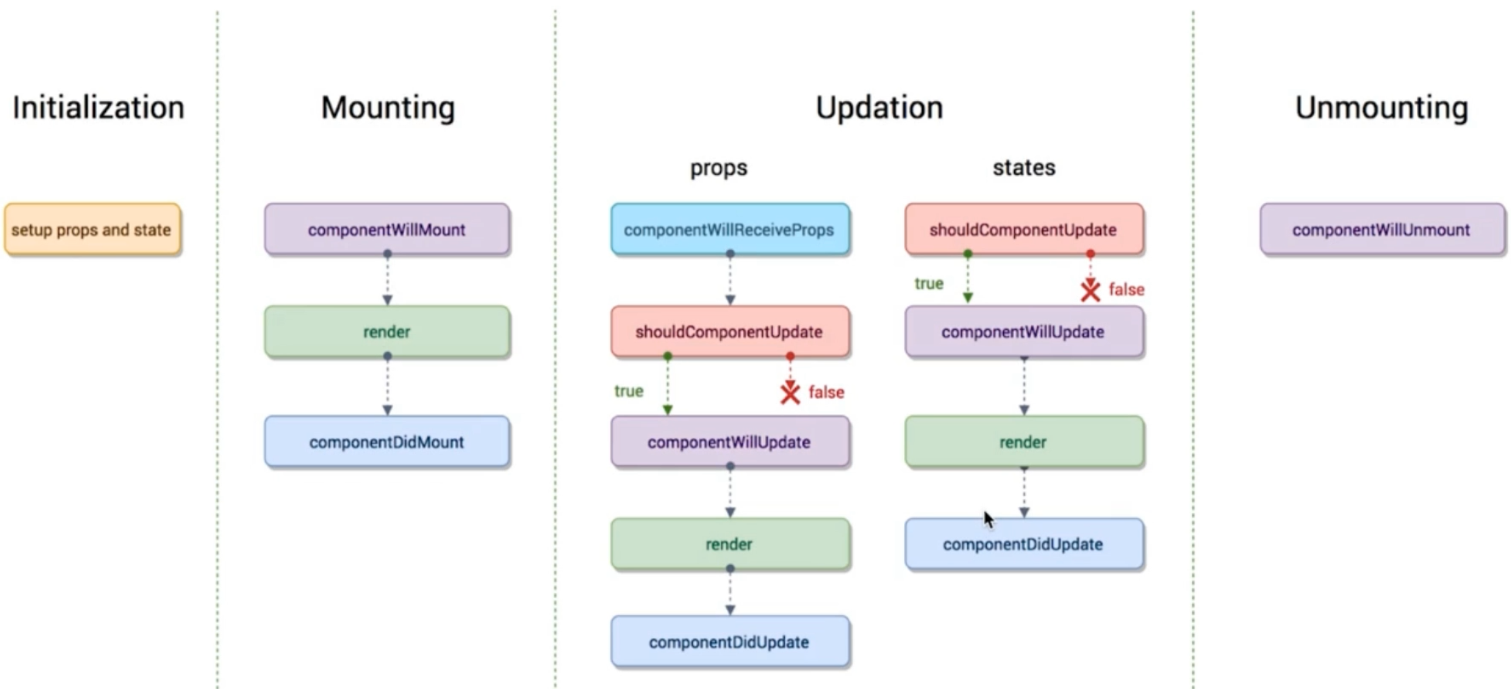 Initialization
Mounting
Updation
Unmounting
props
states
setup props and state
componentWillMount
componentWillReceiveProps
shouldComponentUpdate
componentWillUnmount
true
false
render
shouldComponentUpdate
componentWillUpdate
true
false
componentDidMount
componentWillUpdate
render
render
componentDidUpdate
componentDidUpdate